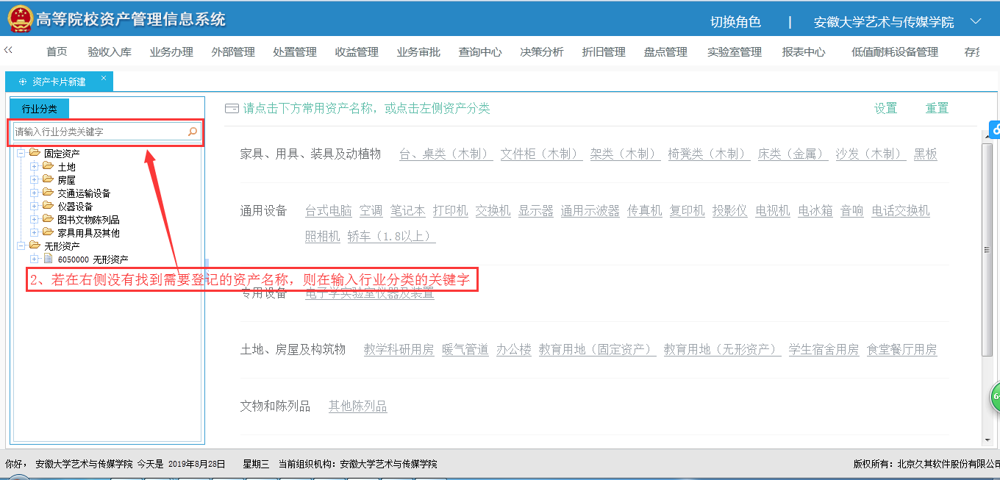 高等院校资产管理信息系统
切换角色 | 安徽大学艺术与传媒学院
首页 验收入库 业务办理 外部管理 处置管理 收益管理 业务审批 查询中心 决策分析 折旧管理 盘点管理 实验室管理 报表中心 低值耐耗设备管理 存货
资产卡片新建 ×
行业分类
请输入行业分类关键字
固定资产
土地
房屋
交通运输设备
仪器设备
图书文物陈列品
家具用具及其他
无形资产
6050000 无形资产
请点击下方常用资产名称，或点击左侧资产分类 设置 重置
家具、用具、装具及动植物 台、桌类（木制） 文件柜（木制） 架类（木制） 椅凳类（木制） 床类（金属） 沙发（木制） 黑板
通用设备 台式电脑 空调 笔记本 打印机 交换机 显示器 通用示波器 传真机 复印机 投影仪 电视机 电冰箱 音响 电话交换机
照相机 轿车（1.8以上）
2、若在右侧没有找到需要登记的资产名称，则在输入行业分类的关键字
专用设备 电子学实验室仪器及装置
土地、房屋及构筑物 教学科研用房 暖气管道 办公楼 教育用地（固定资产） 教育用地（无形资产） 学生宿舍用房 食堂餐厅用房
文物和陈列品 其他陈列品
你好， 安徽大学艺术与传媒学院 今天是 2019年8月28日 星期三 当前组织机构：安徽大学艺术与传媒学院 版权所有：北京久其软件股份有限公司